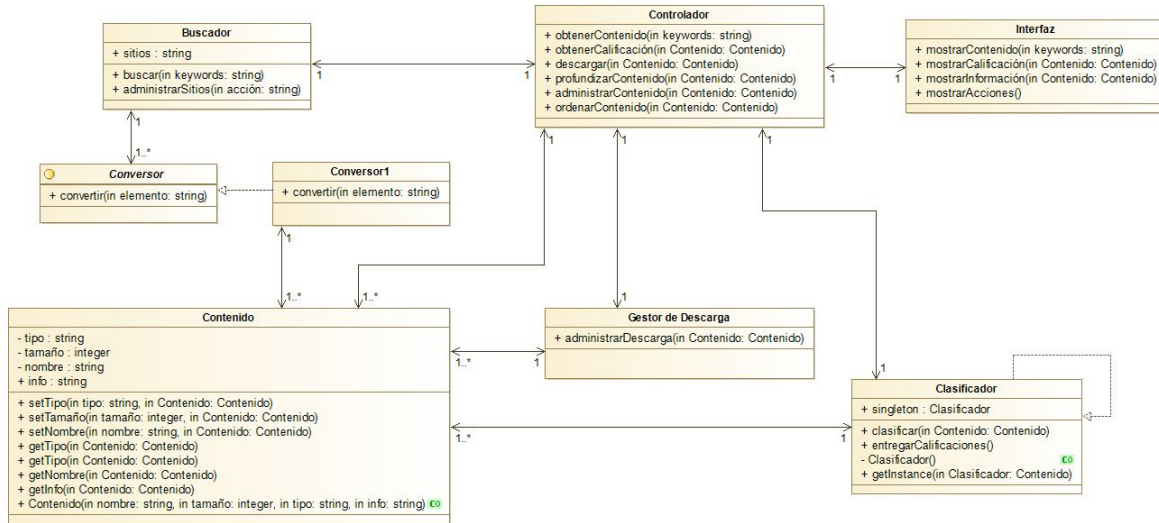 Buscador
+ sitios : string
+ buscar(in keywords: string)
+ administrarSitios(in acción: string)
1
1
1
1..*
Controlador
+ obtenerContenido(in keywords: string)
+ obtenerCalificación(in Contenido: Contenido)
+ descargar(in Contenido: Contenido)
+ profundizarContenido(in Contenido: Contenido)
+ administrarContenido(in Contenido: Contenido)
+ ordenarContenido(in Contenido: Contenido)
1
1
1
1
1
Interfaz
+ mostrarContenido(in keywords: string)
+ mostrarCalificación(in Contenido: Contenido)
+ mostrarInformación(in Contenido: Contenido)
+ mostrarAcciones()
Conversor
+ convertir(in elemento: string)
Conversor1
+ convertir(in elemento: string)
1
1..*
1..*
1
Contenido
- tipo : string
- tamaño : integer
- nombre : string
+ info : string
+ setTipo(in tipo: string, in Contenido: Contenido)
+ setTamaño(in tamaño: integer, in Contenido: Contenido)
+ setNombre(in nombre: string, in Contenido: Contenido)
+ getTipo(in Contenido: Contenido)
+ getTipo(in Contenido: Contenido)
+ getNombre(in Contenido: Contenido)
+ getInfo(in Contenido: Contenido)
+ Contenido(in nombre: string, in tamaño: integer, in tipo: string, in info: string) CO
Gestor de Descarga
+ administrarDescarga(in Contenido: Contenido)
1..*
1
1..*
1
1
Clasificador
+ singleton : Clasificador
+ clasificar(in Contenido: Contenido)
+ entregarCalificaciones()
- Clasificador() CO
+ getInstance(in Clasificador: Contenido)